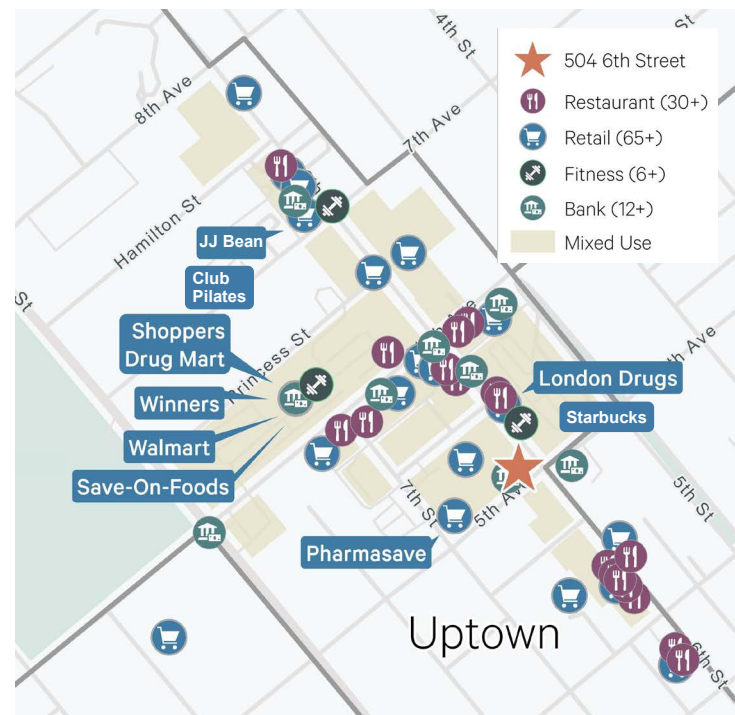 4th St
8th Ave
7th Ave
504 6th Street
Restaurant (30+)
Retail (65+)
Fitness (6+)
Bank (12+)
Mixed Use
Hamilton St
JJ Bean
Club
Pilates
Shoppers
Drug Mart
Princess St
Winners
Walmart
Save-On-Foods
London Drugs
Starbucks
7th St
5th Ave
5th St
Pharmasave
Uptown
6th St